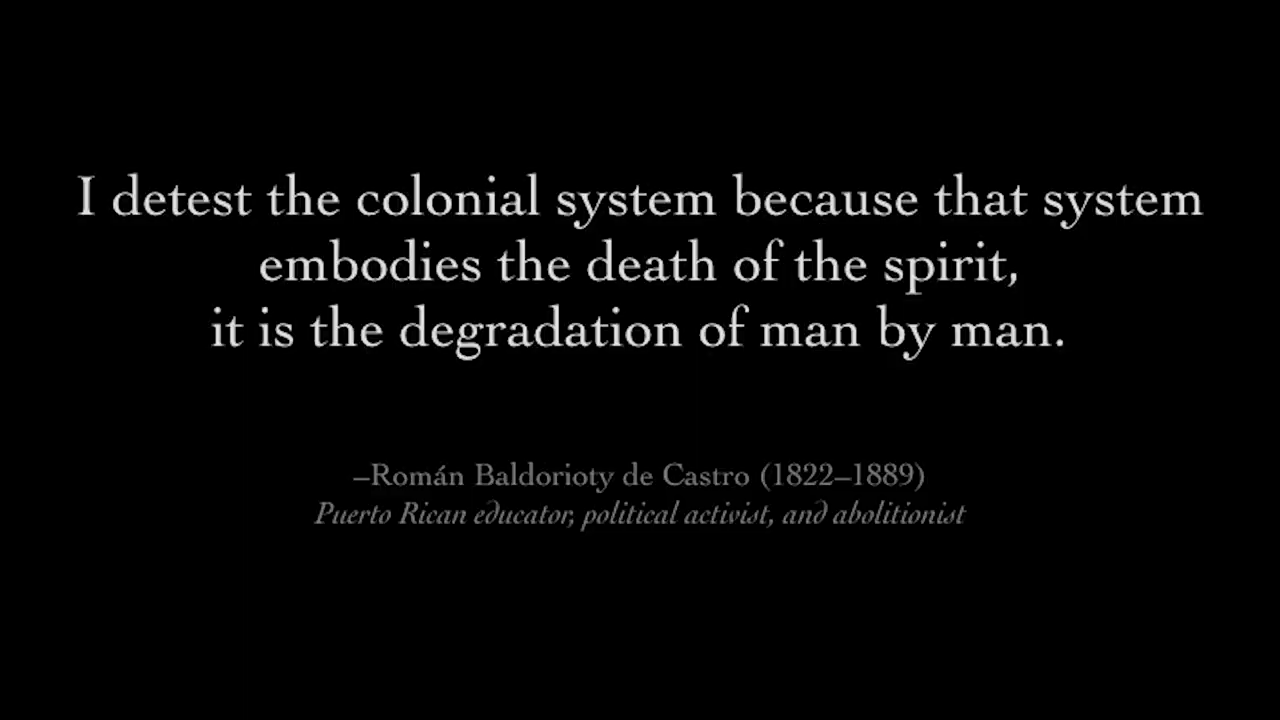 I detest the colonial system because that system
embodies the death of the spirit,
it is the degradation of man by man.
–Román Baldorioty de Castro (1822–1889)
Puerto Rican educator, political activist, and abolitionist